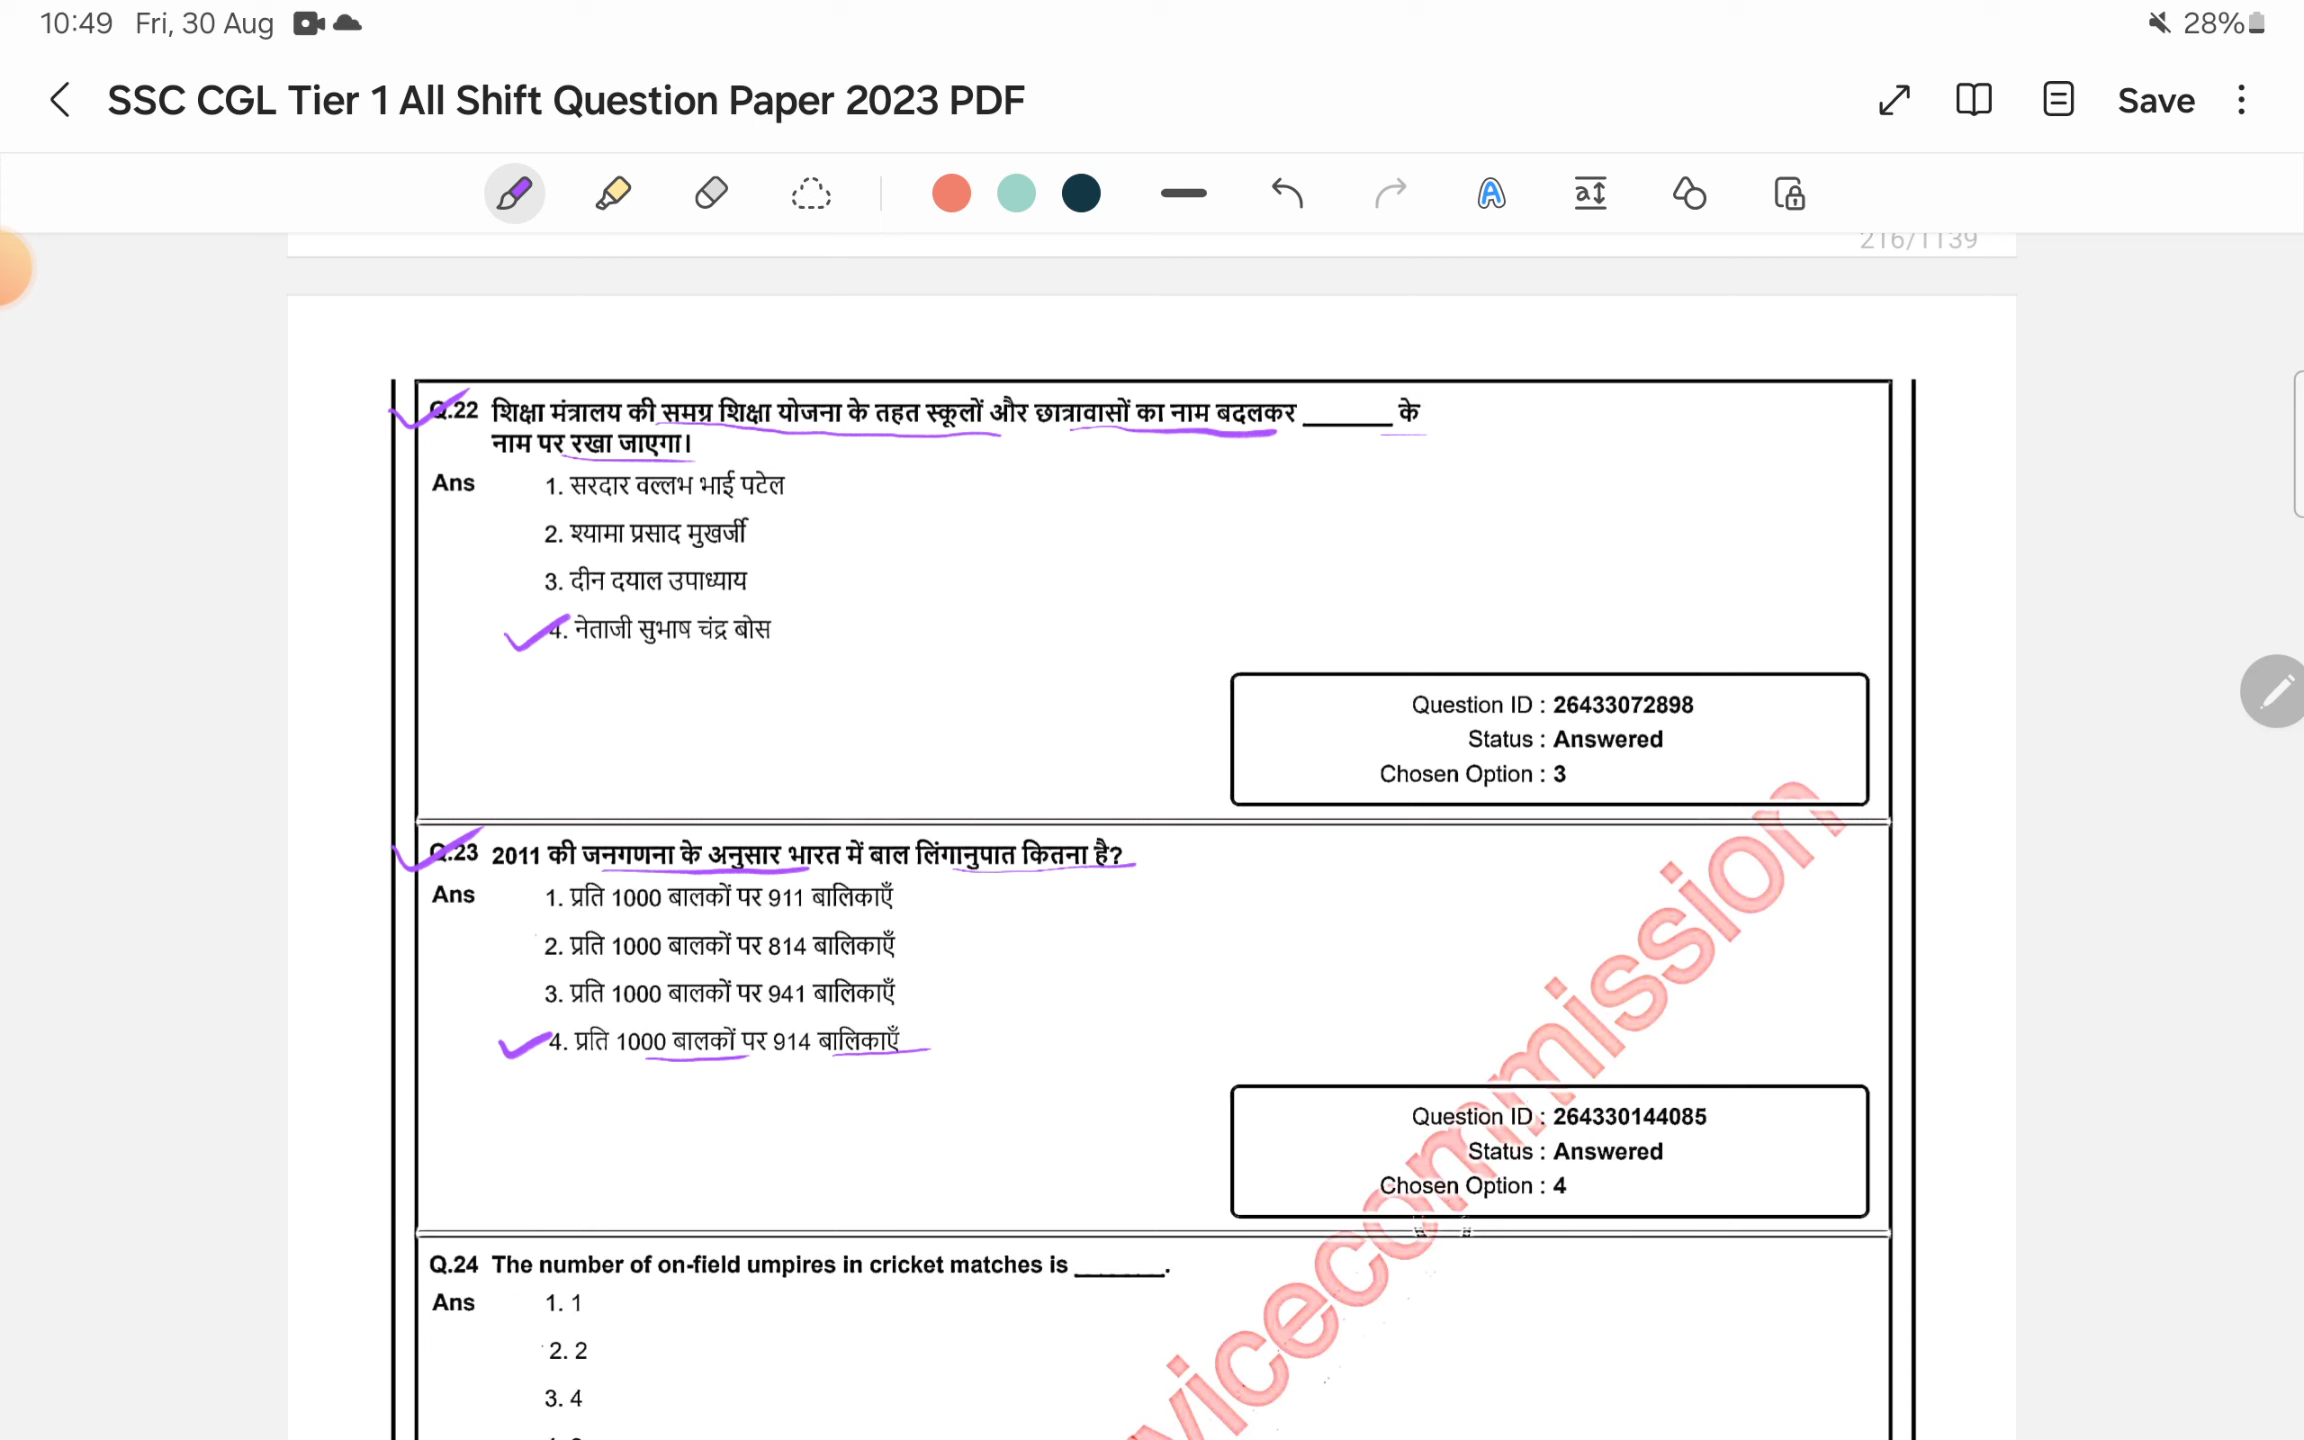 10:49 Fri, 30 Aug
28%
SSC CGL Tier 1 All Shift Question Paper 2023 PDF
Save
216/1139
Q.22 शिक्षा मंत्रालय की समग्र शिक्षा योजना के तहत स्कूलों और छात्रावासों का नाम बदलकर ______ के
नाम पर रखा जाएगा।
Ans 1. सरदार वल्लभ भाई पटेल
2. श्यामा प्रसाद मुखर्जी
3. दीन दयाल उपाध्याय
4. नेताजी सुभाष चंद्र बोस
Question ID : 26433072898
Status : Answered
Chosen Option : 3
Q.23 2011 की जनगणना के अनुसार भारत में बाल लिंगानुपात कितना है?
Ans 1. प्रति 1000 बालकों पर 911 बालिकाएँ
2. प्रति 1000 बालकों पर 814 बालिकाएँ
3. प्रति 1000 बालकों पर 941 बालिकाएँ
4. प्रति 1000 बालकों पर 914 बालिकाएँ
Question ID : 264330144085
Status : Answered
Chosen Option : 4
Q.24 The number of on-field umpires in cricket matches is ______.
Ans 1. 1
2. 2
3. 4
vicecommission